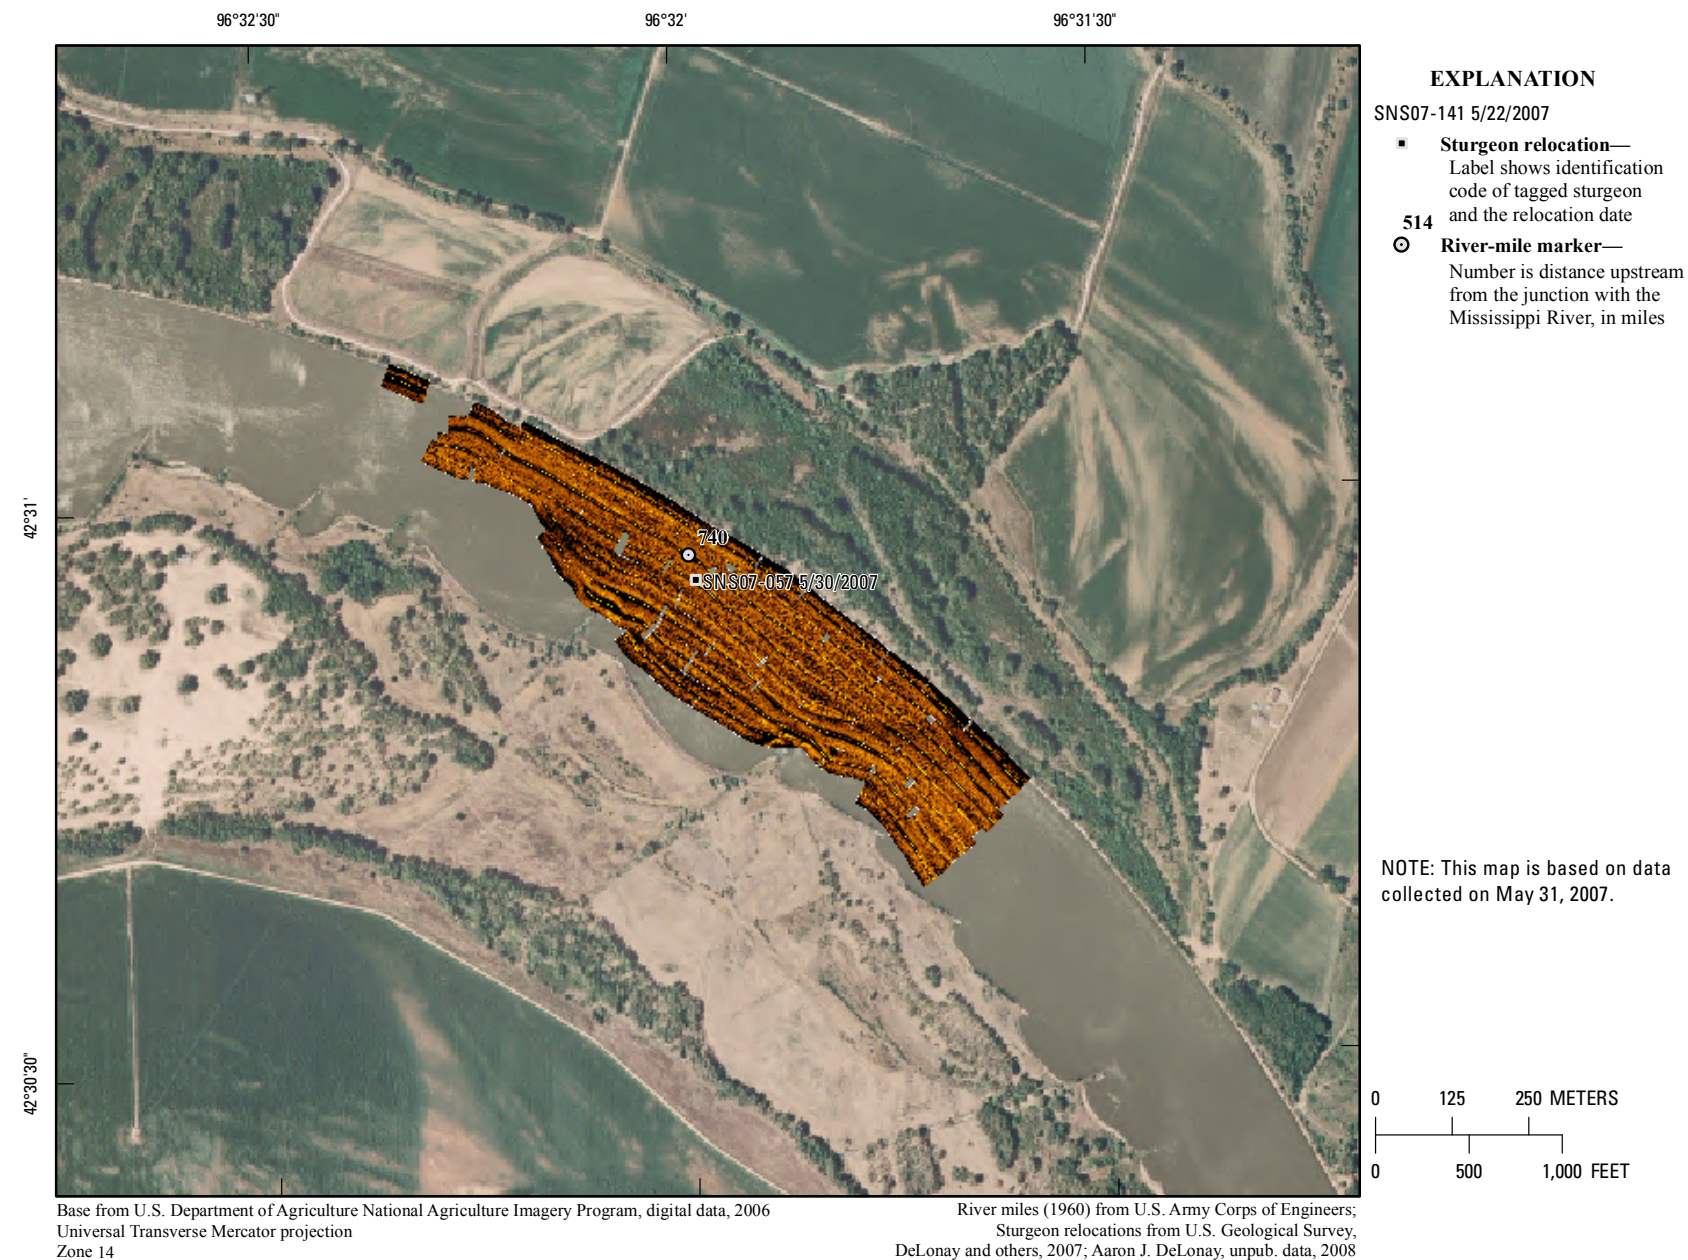 96°32'30"
96°32'
96°31'30"
EXPLANATION
SNS07-141 5/22/2007
Sturgeon relocation—
Label shows identification
code of tagged sturgeon
and the relocation date
514
River-mile marker—
Number is distance upstream
from the junction with the
Mississippi River, in miles
42°31'
740
SNS07-057 5/30/2007
NOTE: This map is based on data
collected on May 31, 2007.
42°30'30"
0 125 250 METERS
0 500 1,000 FEET
Base from U.S. Department of Agriculture National Agriculture Imagery Program, digital data, 2006
Universal Transverse Mercator projection
Zone 14
River miles (1960) from U.S. Army Corps of Engineers;
Sturgeon relocations from U.S. Geological Survey,
DeLonay and others, 2007; Aaron J. DeLonay, unpub. data, 2008